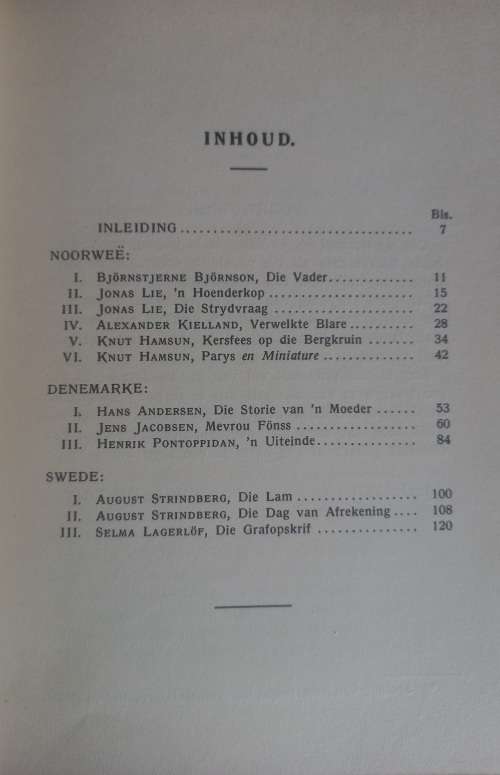 INHOUD.
Bls.
INLEIDING .................................. 7
NOORWEË:
I. BJÖRNSTJERNE BJÖRNSON, Die Vader............. 11
II. JONAS LIE, 'n Hoenderkop ...................... 15
III. JONAS LIE, Die Strydvraag ...................... 22
IV. ALEXANDER KIELLAND, Verwelkte Blare .......... 28
V. KNUT HAMSUN, Kersfees op die Bergkruin ....... 34
VI. KNUT HAMSUN, Parys en Miniature .............. 42
DENEMARKE:
I. HANS ANDERSEN, Die Storie van 'n Moeder ...... 53
II. JENS JACOBSEN, Mevrou Fönss .................. 60
III. HENRIK PONTOPPIDAN, 'n Uiteinde............... 84
SWEDE:
I. AUGUST STRINDBERG, Die Lam .................. 100
II. AUGUST STRINDBERG, Die Dag van Afrekening .... 108
III. SELMA LAGERLÖF, Die Grafopskrif ............... 120